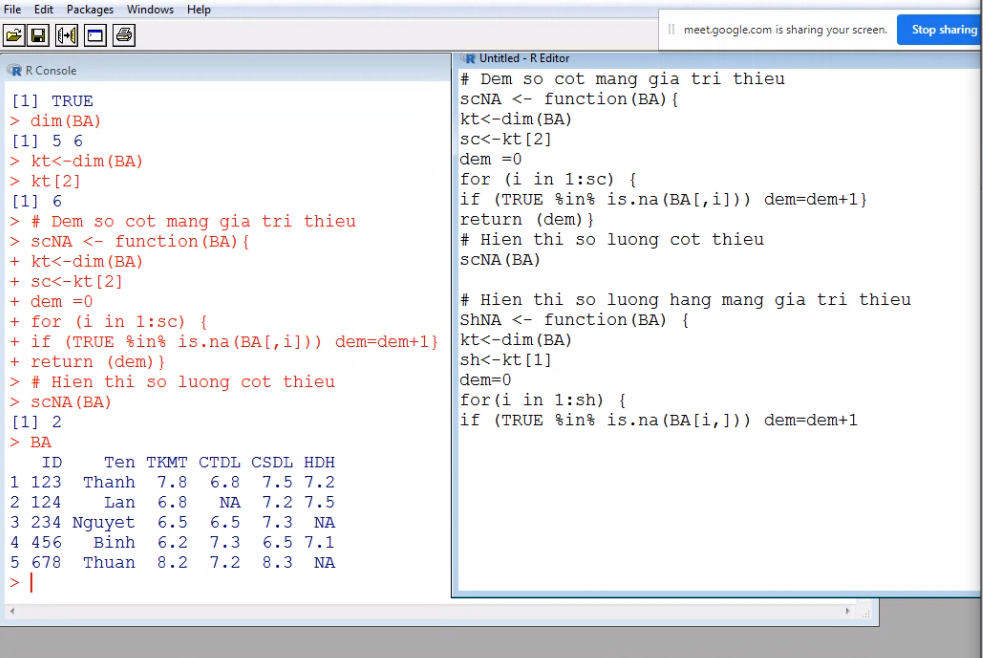 File Edit Packages Windows Help
meet.google.com is sharing your screen.
Stop sharing
R Console
[1] TRUE
> dim(BA)
[1] 5 6
> kt<-dim(BA)
> kt[2]
[1] 6
> # Dem so cot mang gia tri thieu
> scNA <- function(BA){
+ kt<-dim(BA)
+ sc<-kt[2]
+ dem =0
+ for (i in 1:sc) {
+ if (TRUE %in% is.na(BA[,i])) dem=dem+1}
+ return (dem)}
> # Hien thi so luong cot thieu
> scNA(BA)
[1] 2
> BA
ID Ten TKMT CTDL CSDL HDH
1 123 Thanh 7.8 6.8 7.5 7.2
2 124 Lan 6.8 NA 7.2 7.5
3 234 Nguyet 6.5 6.5 7.3 NA
4 456 Binh 6.2 7.3 6.5 7.1
5 678 Thuan 8.2 7.2 8.3 NA
>
Untitled - R Editor
# Dem so cot mang gia tri thieu
scNA <- function(BA){
kt<-dim(BA)
sc<-kt[2]
dem =0
for (i in 1:sc) {
if (TRUE %in% is.na(BA[,i])) dem=dem+1}
return (dem)}
# Hien thi so luong cot thieu
scNA(BA)
# Hien thi so luong hang mang gia tri thieu
ShNA <- function(BA) {
kt<-dim(BA)
sh<-kt[1]
dem=0
for(i in 1:sh) {
if (TRUE %in% is.na(BA[i,])) dem=dem+1